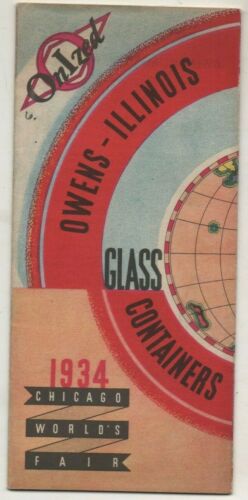 OnIzed
OWENS-ILLINOIS
GLASS
CONTAINERS
1934
CHICAGO
WORLD'S
FAIR